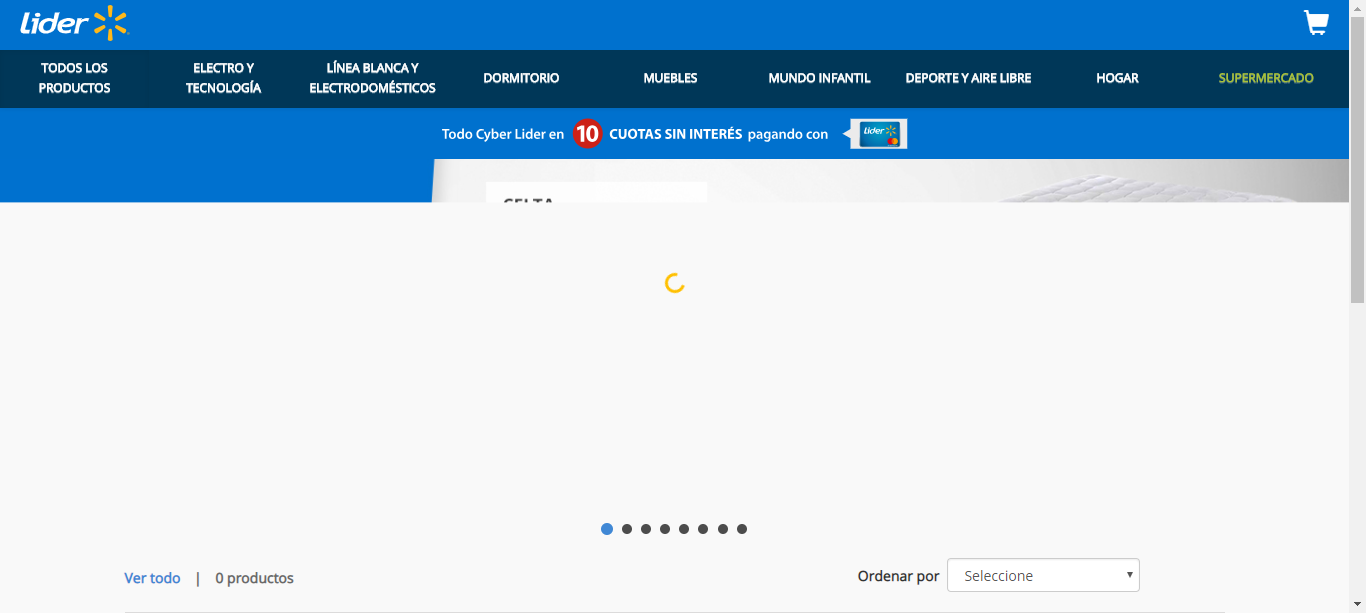 Lider
TODOS LOS
PRODUCTOS
ELECTRO Y
TECNOLOGÍA
LÍNEA BLANCA Y
ELECTRODOMÉSTICOS
DORMITORIO
MUEBLES
MUNDO INFANTIL
DEPORTE Y AIRE LIBRE
HOGAR
SUPERMERCADO
Todo Cyber Lider en 10 CUOTAS SIN INTERÉS pagando con
Lider
CELTA
Ver todo | 0 productos
Ordenar por Seleccione